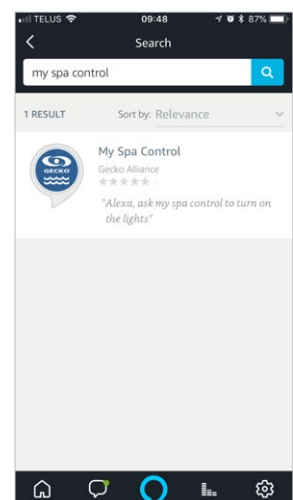 TELUS 09:48 87%
Search
my spa control
1 RESULT Sort by: Relevance
My Spa Control
GECKO
Gecko Alliance
"Alexa, ask my spa control to turn on
the lights"